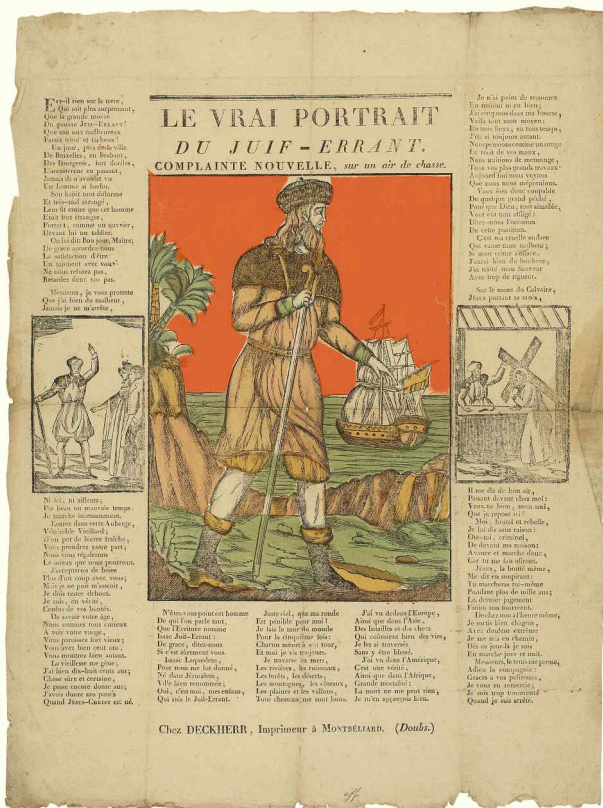 LE VRAI PORTRAIT
DU JUIF-ERRANT.
COMPLAINTE NOUVELLE, sur un air de chasse.
Est-il rien sur la terre,
Qui soit plus surprenant,
Que la grande misère
Du pauvre JUIF-ERRANT!
Que son sort malheureux
Paroît triste et fâcheux!
Un jour, près de la ville
De Bruxelles, en Brabant,
Des Bourgeois, fort dociles,
L'accostèrent en passant,
Jamais ils n'avoient vu
Un homme si barbu.
Son habit tout difforme
Et très-mal arrangé,
Leur fit croire que cet homme
Etoit fort étranger,
Portant, comme un ouvrier,
Devant lui un tablier.
On lui dit Bon jour, Maître,
De grace accordez-nous
La satisfaction d'être
Un moment avec vous:
Ne nous refusez pas,
Retardez donc vos pas.
Messieurs, je vous proteste
Que j'ai bien du malheur,
Jamais je ne m'arrête,
Ni ici, ni ailleurs;
Par beau ou mauvais temps
Je marche incessamment.
Entrez dans cette Auberge,
Vénérable Vieillard;
D'un pot de bierre fraîche,
Vous prendrez votre part;
Nous vous régalerons
Le mieux que nous pourrons.
J'accepterois de boire
Plus d'un coup avec vous;
Mais je ne puis m'asseoir,
Je dois rester debout.
Je suis, en vérité,
Confus de vos bontés.
De savoir votre âge,
Nous sommes tout curieux
A voir votre visage,
Vous paroissez fort vieux;
Vous avez bien cent ans,
Vous montrez bien autant.
La vieillesse me gêne;
J'ai bien dix-huit cents ans;
Chose sûre et certaine,
Je passe encore douze ans;
J'avois douze ans passés
Quand JÉSUS-CHRIST est né.
N'êtes-vous point cet homme
De qui l'on parle tant,
Que l'Ecriture nomme
Isaac Juif-Errant:
De grace, dites-nous
Si c'est sûrement vous.
Isaac Laquedem,
Pour nom me fut donné,
Né dans Jérusalem,
Ville bien renommée;
Oui, c'est moi, mes enfans,
Qui suis le Juif-Errant.
Juste ciel, que ma ronde
Est pénible pour moi!
Je fais le tour du monde
Pour la cinquième fois:
Chacun meurt à son tour,
Et moi je vis toujours.
Je traverse les mers,
Les rivières, les ruisseaux,
Les forêts, les déserts,
Les montagnes, les côteaux,
Les plaines et les vallons,
Tous chemins me sont bons.
J'ai vu dedans l'Europe,
Ainsi que dans l'Asie,
Des batailles et des chocs
Qui coûtoient bien des vies,
Je les ai traversés
Sans y être blessé.
J'ai vu dans l'Amérique,
C'est une vérité,
Ainsi que dans l'Afrique,
Grande mortalité:
La mort ne me peut rien,
Je m'en apperçois bien.
Je n'ai point de ressource
En maison ni en bien;
J'ai cinq sous dans ma bourse,
Voilà tout mon moyen;
En tous lieux, en tous temps,
J'en ai toujours autant.
Nous pensions comme un songe
Le récit de vos maux,
Nous traitions de mensonge,
Tous vos plus grands travaux:
Aujourd'hui nous voyons
Que nous nous méprenions.
Vous êtes donc coupable
De quelque grand péché,
Pour que Dieu, tout aimable,
Vous eut tant affligé:
Dites-nous l'occasion
De cette punition.
C'est ma cruelle audace
Qui cause mon malheur;
Si mon crime s'efface,
J'aurai bien du bonheur,
J'ai traité mon Sauveur
Avec trop de rigueur.
Sur le mont du Calvaire,
Jésus portant sa croix,
Il me dit de bon air,
Passant devant chez moi:
Veux-tu bien, mon ami,
Que je repose ici?
Moi, brutal et rebelle,
Je lui dis sans raison:
Ote-toi, criminel,
De devant ma maison:
Avance et marche donc,
Car tu me fais affront.
JÉSUS, la bonté même,
Me dit en soupirant:
Tu marcheras toi-même
Pendant plus de mille ans;
Le dernier jugement
Finira ton tourment.
De chez moi à l'heure même,
Je sortis bien chagrin,
Avec douleur extrême
Je me mis en chemin,
Dès ce jour-là je suis
En marche jour et nuit.
Messieurs, le tems me presse,
Adieu la compagnie:
Graces à vos politesses,
Je vous en remercie;
Je suis trop tourmenté
Quand je suis arrêté.
Chez DECKHERR, Imprimeur à MONTBÉLIARD. (Doubs.)